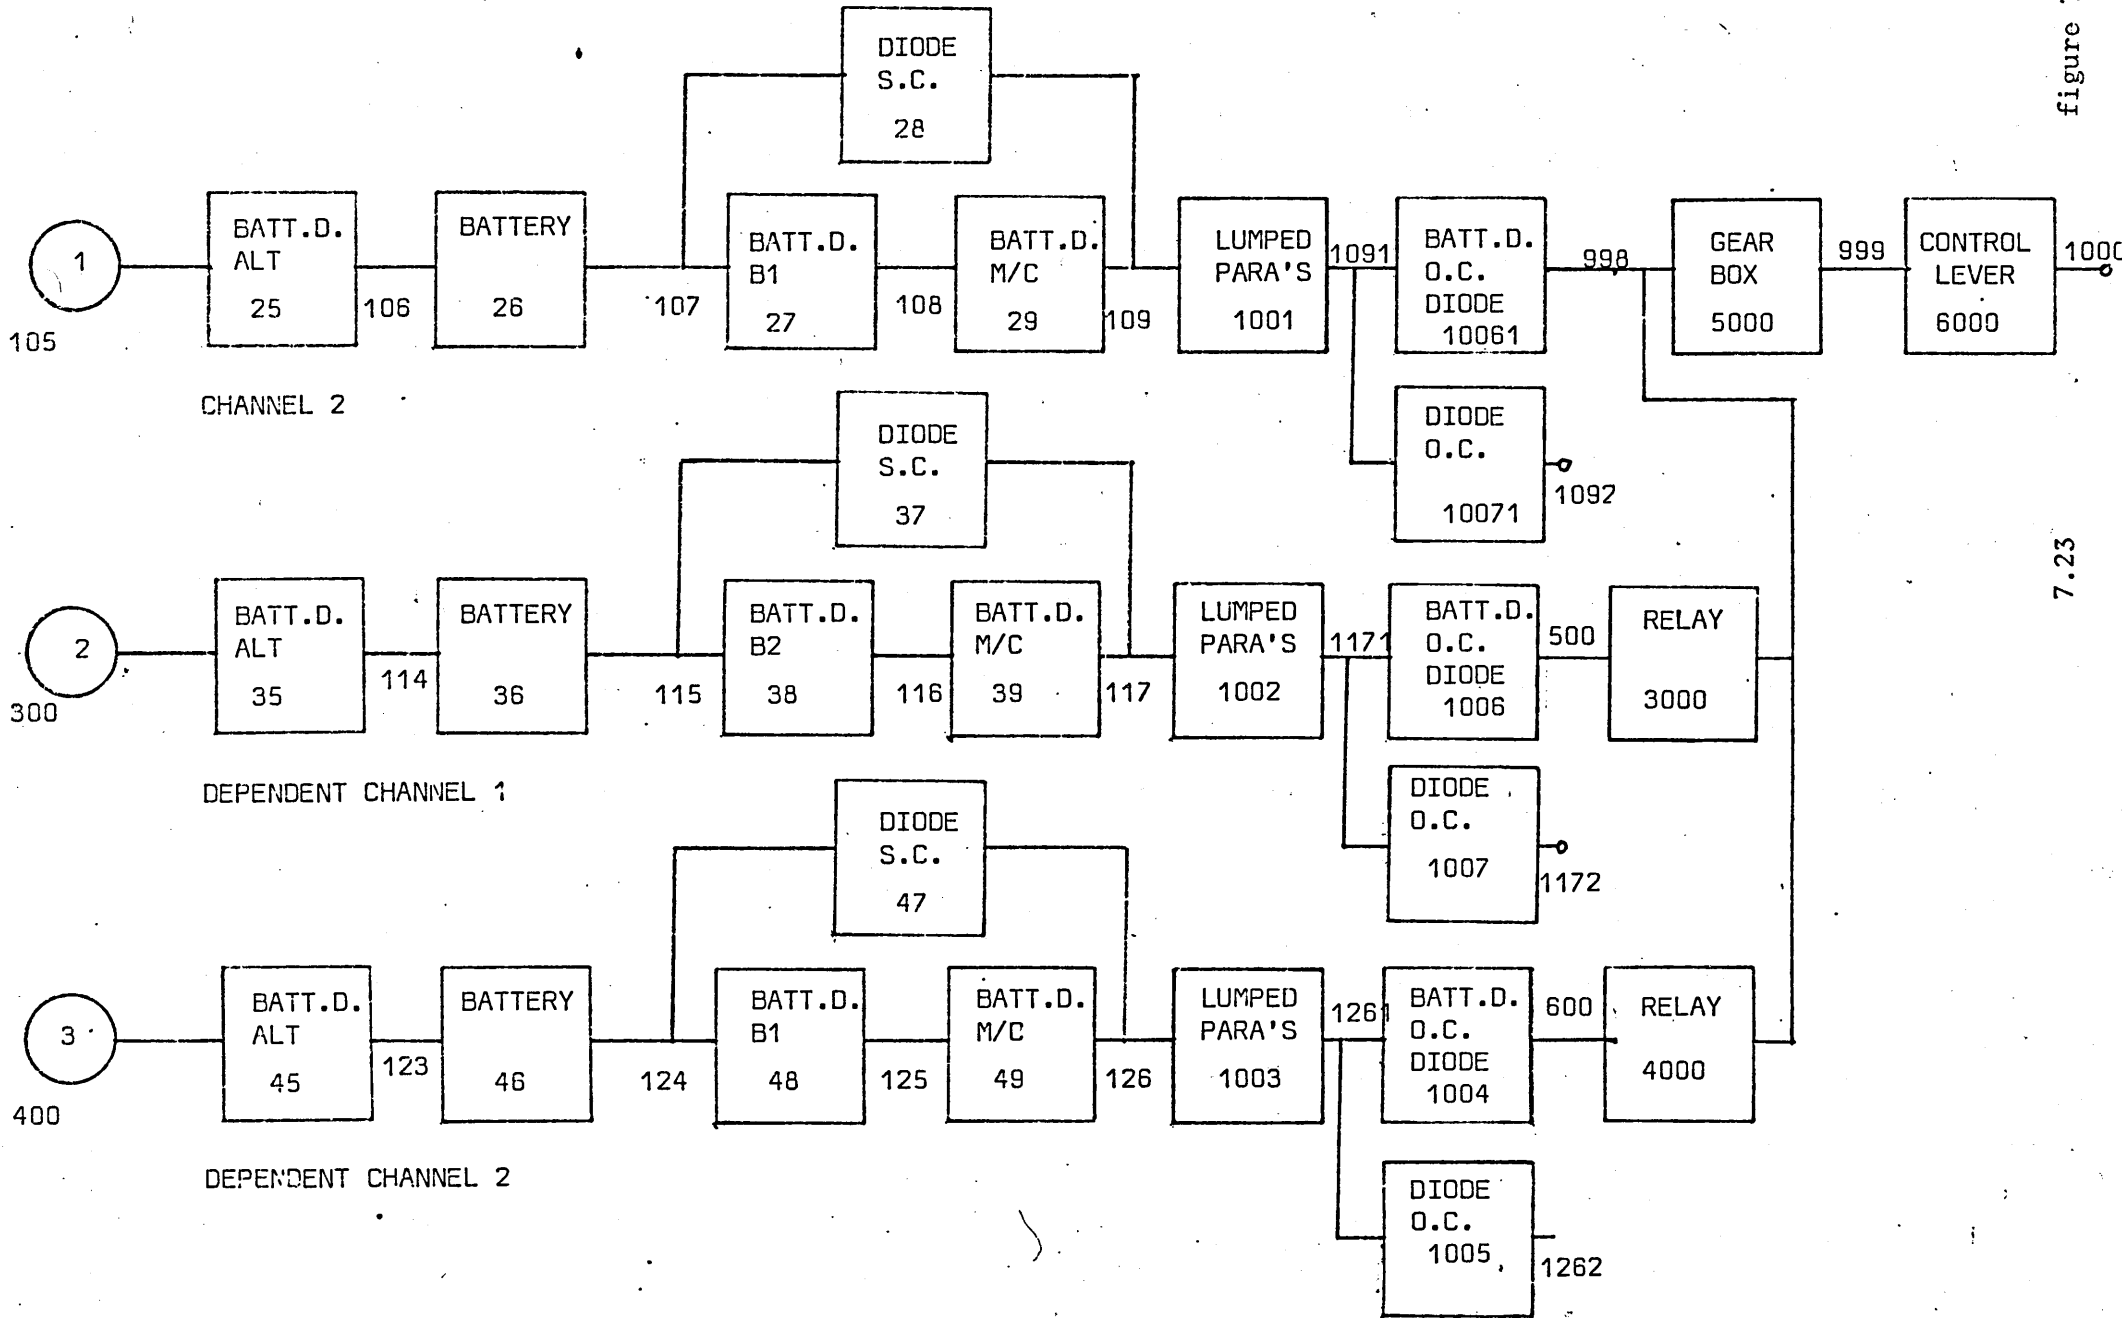 figure
DIODE
S.C.
28
1
105
BATT.D.
ALT
25
106
BATTERY
26
107
BATT.D.
B1
27
108
BATT.D.
M/C
29
109
LUMPED
PARA'S
1001
1091
BATT.D.
O.C.
DIODE
10061
998
GEAR
BOX
5000
999
CONTROL
LEVER
6000
1000
CHANNEL 2
DIODE
O.C.
10071
1092
DIODE
S.C.
37
7.23
2
300
BATT.D.
ALT
35
114
BATTERY
36
115
BATT.D.
B2
38
116
BATT.D.
M/C
39
117
LUMPED
PARA'S
1002
1171
BATT.D.
O.C.
DIODE
1006
500
RELAY
3000
DEPENDENT CHANNEL 1
DIODE
O.C.
1007
1172
DIODE
S.C.
47
3
400
BATT.D.
ALT
45
123
BATTERY
46
124
BATT.D.
B1
48
125
BATT.D.
M/C
49
126
LUMPED
PARA'S
1003
1261
BATT.D.
O.C.
DIODE
1004
600
RELAY
4000
DEPENDENT CHANNEL 2
DIODE
O.C.
1005
1262